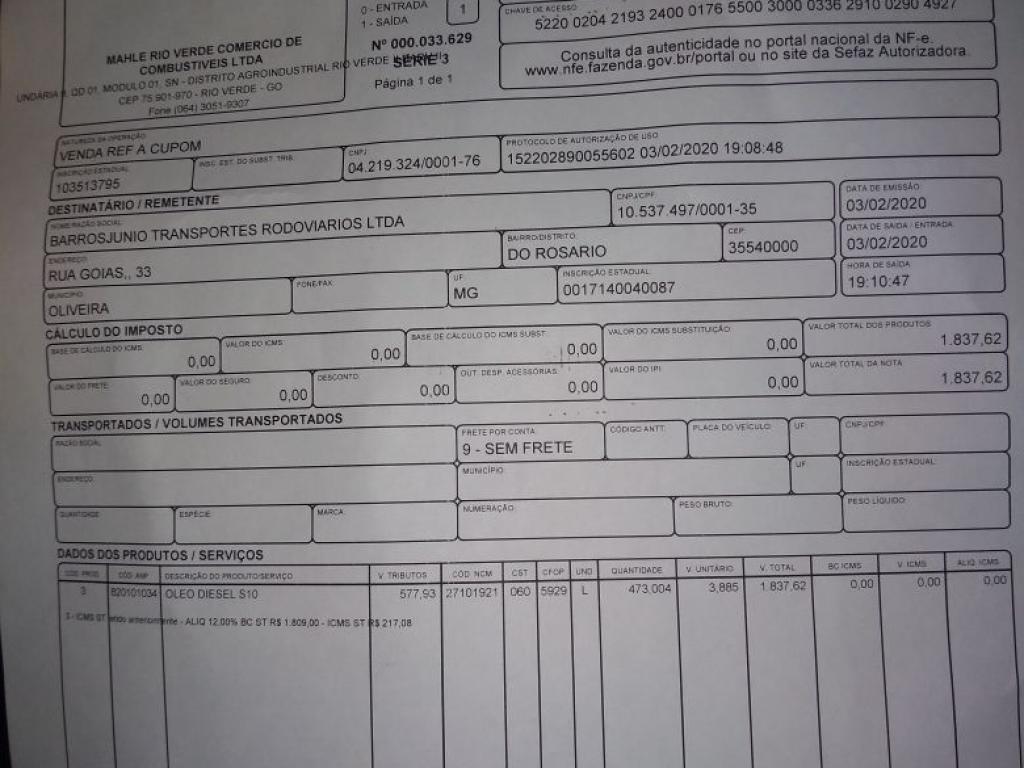 0 - ENTRADA
1 - SAÍDA
1
Nº 000.033.629
SÉRIE 3
Página 1 de 1
MAHLE RIO VERDE COMERCIO DE
COMBUSTIVEIS LTDA
QD 01, MODULO 01, SN - DISTRITO AGROINDUSTRIAL RIO VERDE
CEP 75.901-970 - RIO VERDE - GO
Fone (064) 3051-9307
CHAVE DE ACESSO
5220 0204 2193 2400 0176 5500 3000 0336 2910 0290 4927
Consulta da autenticidade no portal nacional da NF-e.
www.nfe.fazenda.gov.br/portal ou no site da Sefaz Autorizadora
NATUREZA DA OPERAÇÃO
VENDA REF A CUPOM
PROTOCOLO DE AUTORIZAÇÃO DE USO
152202890055602 03/02/2020 19:08:48
INSCRIÇÃO ESTADUAL
103513795
INSC. EST. DO SUBST. TRIB.
CNPJ
04.219.324/0001-76
DESTINATÁRIO / REMETENTE
NOME/RAZÃO SOCIAL
BARROSJUNIO TRANSPORTES RODOVIARIOS LTDA
CNPJ/CPF:
10.537.497/0001-35
DATA DE EMISSÃO:
03/02/2020
ENDEREÇO:
RUA GOIAS,, 33
BAIRRO/DISTRITO:
DO ROSARIO
CEP:
35540000
DATA DE SAÍDA / ENTRADA:
03/02/2020
MUNICÍPIO:
OLIVEIRA
FONE/FAX:
UF:
MG
INSCRIÇÃO ESTADUAL:
0017140040087
HORA DE SAÍDA:
19:10:47
CÁLCULO DO IMPOSTO
BASE DE CÁLCULO DO ICMS:
0,00
VALOR DO ICMS
0,00
BASE DE CÁLCULO DO ICMS SUBST:
0,00
VALOR DO ICMS SUBSTITUIÇÃO:
0,00
VALOR TOTAL DOS PRODUTOS:
1.837,62
VALOR DO FRETE:
0,00
VALOR DO SEGURO:
0,00
DESCONTO:
0,00
OUT. DESP. ACESSÓRIAS:
0,00
VALOR DO IPI:
0,00
VALOR TOTAL DA NOTA:
1.837,62
TRANSPORTADOS / VOLUMES TRANSPORTADOS
RAZÃO SOCIAL
FRETE POR CONTA:
9 - SEM FRETE
CÓDIGO ANTT:
PLACA DO VEÍCULO:
UF:
CNPJ/CPF:
ENDEREÇO:
MUNICÍPIO:
UF
INSCRIÇÃO ESTADUAL:
QUANTIDADE
ESPÉCIE:
MARCA:
NUMERAÇÃO:
PESO BRUTO:
PESO LÍQUIDO:
DADOS DOS PRODUTOS / SERVIÇOS
COD. PROD. CÓD. ANP DESCRIÇÃO DO PRODUTO/SERVIÇO V. TRIBUTOS CÓD. NCM CST CFOP UND QUANTIDADE V. UNITÁRIO V. TOTAL BC ICMS V. ICMS ALIQ. ICMS
3 820101034 OLEO DIESEL S10 577,93 27101921 060 5929 L 473,004 3,885 1.837,62 0,00 0,00 0,00
3 - ICMS ST anteriormente - ALIQ 12,00% BC ST R$ 1.809,00 - ICMS ST R$ 217,08